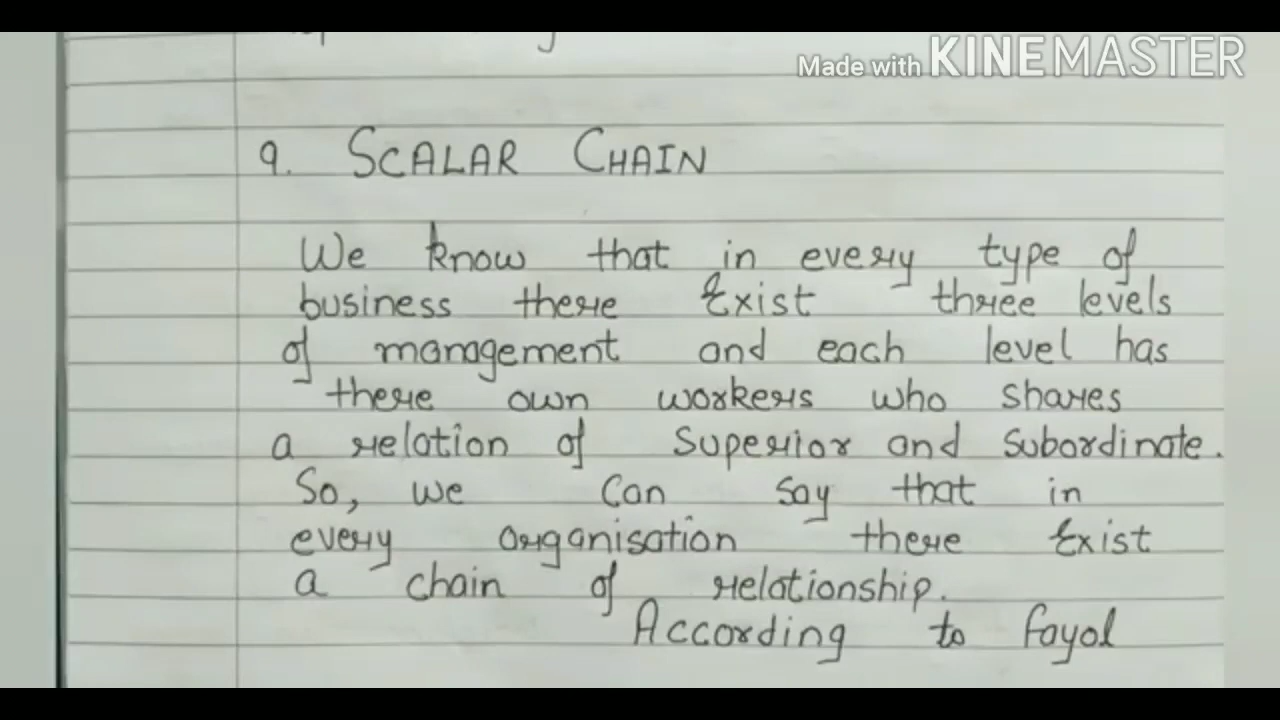 Made with KINEMASTER
9. SCALAR CHAIN
We know that in every type of
business there Exist three levels
of management and each level has
there own workers who shares
a relation of Superior and Subordinate.
So, we Can Say that in
every organisation there Exist
a chain of relationship.
According to fayol